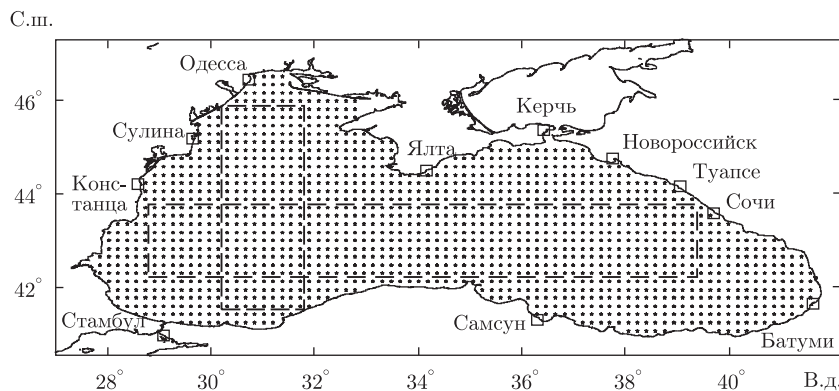 С.ш.
Одесса
46°
Керчь
Сулина
Новороссийск
Ялта
Туапсе
Конс-
танца
44°
Сочи
42°
Стамбул
Самсун
Батуми
28° 30° 32° 34° 36° 38° 40° В.д.